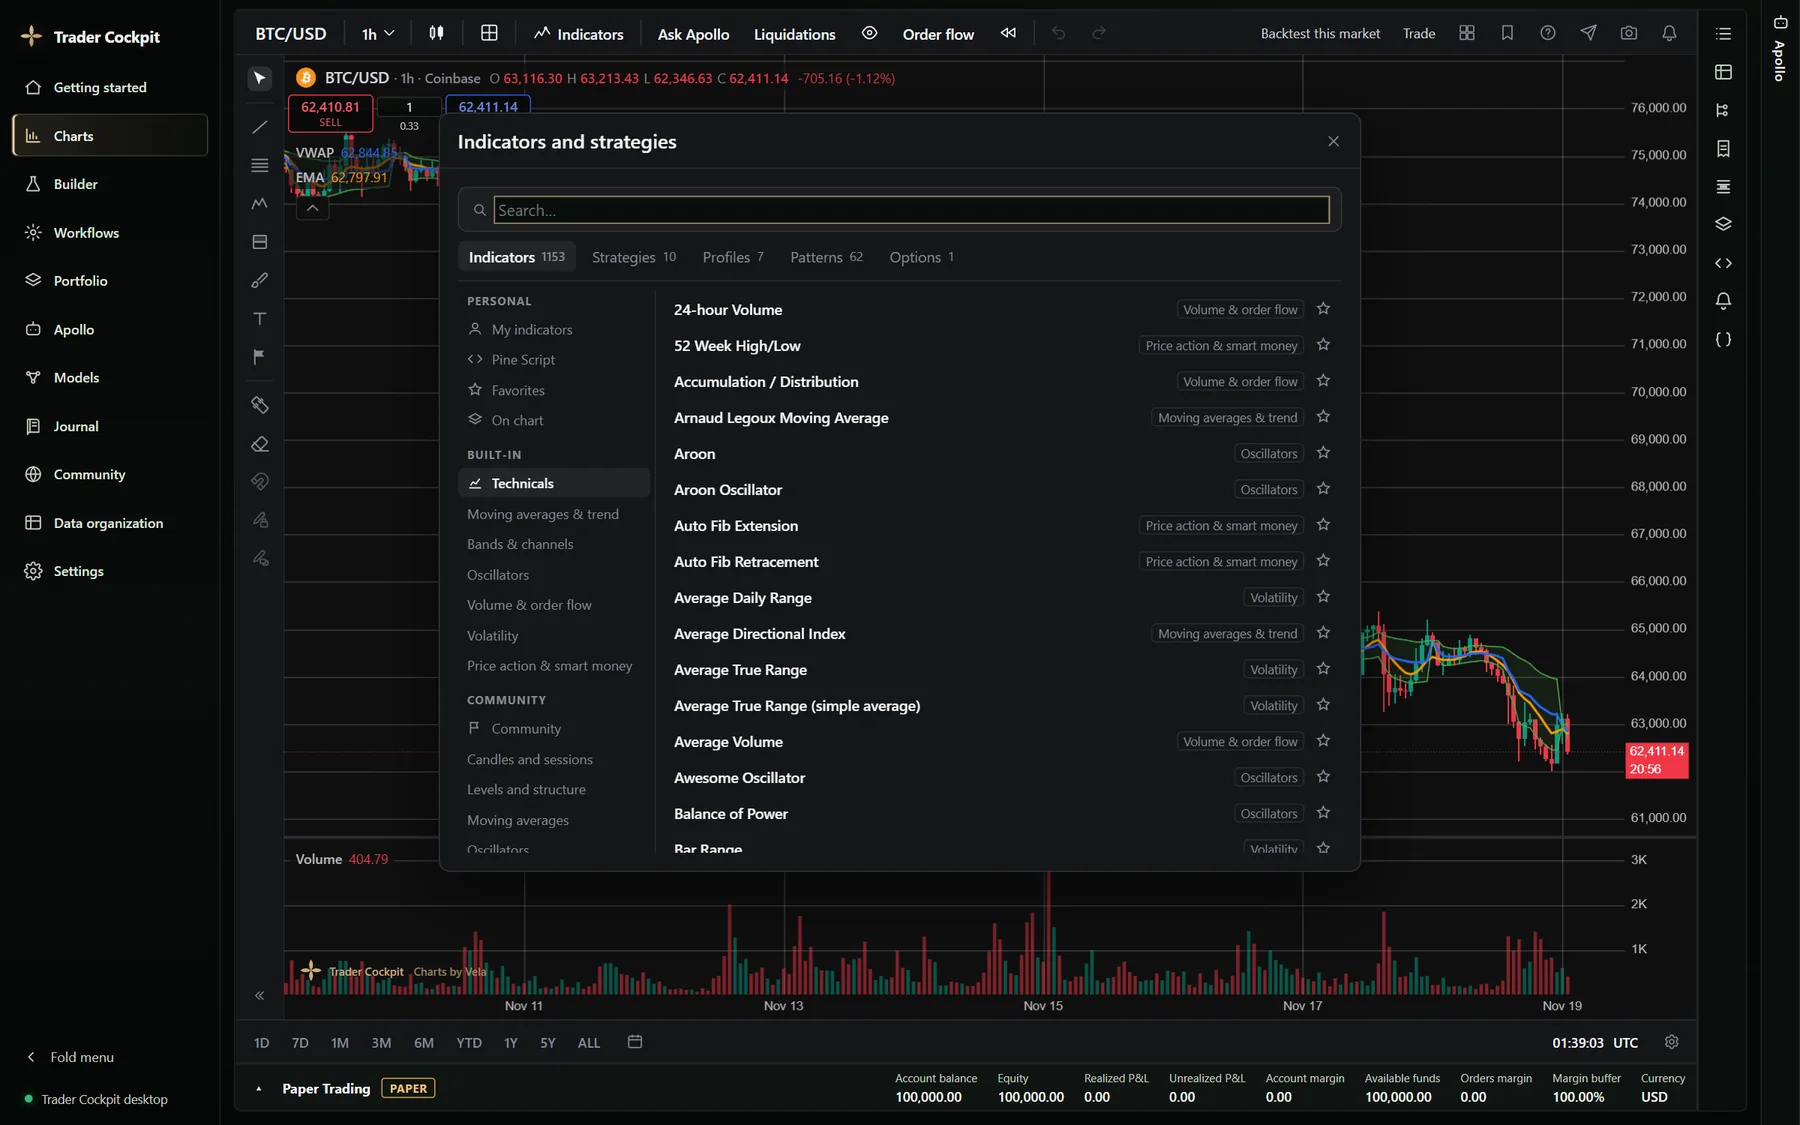 Trader Cockpit
Getting started
Charts
Builder
Workflows
Portfolio
Apollo
Models
Journal
Community
Data organization
Settings
Fold menu
Trader Cockpit desktop
BTC/USD 1h Indicators Ask Apollo Liquidations Order flow Backtest this market Trade
Apollo
BTC/USD · 1h · Coinbase O 63,116.30 H 63,213.43 L 62,346.63 C 62,411.14 -705.16 (-1.12%)
62,410.81 1 62,411.14
SELL 0.33
VWAP 62,844.85
EMA 62,797.91
Indicators and strategies
Search...
Indicators 1153 Strategies 10 Profiles 7 Patterns 62 Option 1
PERSONAL
My indicators
Pine Script
Favorites
On chart
BUILT-IN
Technicals
Moving averages & trend
Bands & channels
Oscillators
Volume & order flow
Volatility
Price action & smart money
COMMUNITY
Community
Candles and sessions
Levels and structure
Moving averages
Oscillators
24-hour Volume Volume & order flow
52 Week High/Low Price action & smart money
Accumulation / Distribution Volume & order flow
Arnaud Legoux Moving Average Moving averages & trend
Aroon Oscillators
Aroon Oscillator Oscillators
Auto Fib Extension Price action & smart money
Auto Fib Retracement Price action & smart money
Average Daily Range Volatility
Average Directional Index Moving averages & trend
Average True Range Volatility
Average True Range (simple average) Volatility
Average Volume Volume & order flow
Awesome Oscillator Oscillators
Balance of Power Oscillators
Bar Range Volatility
76,000.00
75,000.00
74,000.00
73,000.00
72,000.00
71,000.00
70,000.00
69,000.00
68,000.00
67,000.00
66,000.00
65,000.00
64,000.00
63,000.00
62,411.14
20:56
61,000.00
Volume 404.79
3K
2K
1K
Trader Cockpit Charts by Vela
Nov 11 Nov 13 Nov 15 Nov 17 Nov 19
1D 7D 1M 3M 6M YTD 1Y 5Y ALL 01:39:03 UTC
Paper Trading PAPER
Account balance Equity Realized P&L Unrealized P&L Account margin Available funds Orders margin Margin buffer Currency
100,000.00 100,000.00 0.00 0.00 0.00 100,000.00 0.00 100.00% USD